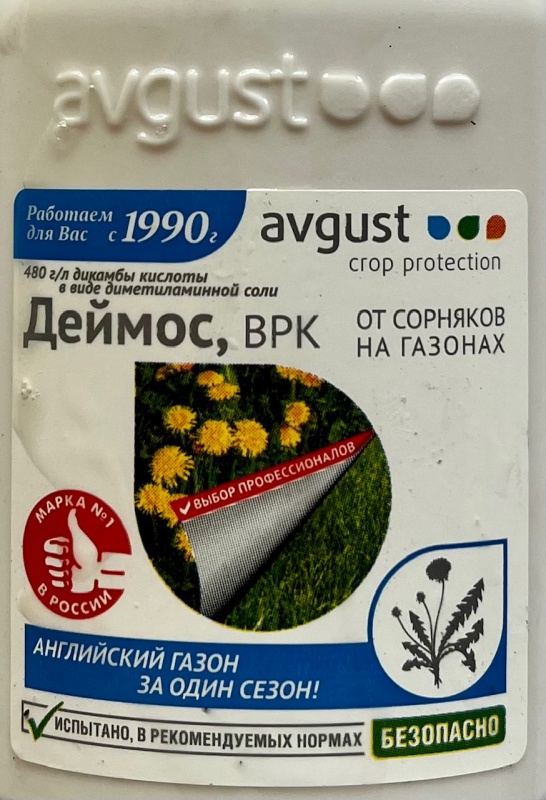 avgust
Работаем
для Вас с 1990 г
avgust
crop protection
480 г/л дикамбы кислоты
в виде диметиламинной соли
Деймос, ВРК
ОТ СОРНЯКОВ
НА ГАЗОНАХ
ВЫБОР ПРОФЕССИОНАЛОВ
МАРКА №1
В РОССИИ
АНГЛИЙСКИЙ ГАЗОН
ЗА ОДИН СЕЗОН!
ИСПЫТАНО, В РЕКОМЕНДУЕМЫХ НОРМАХ
БЕЗОПАСНО